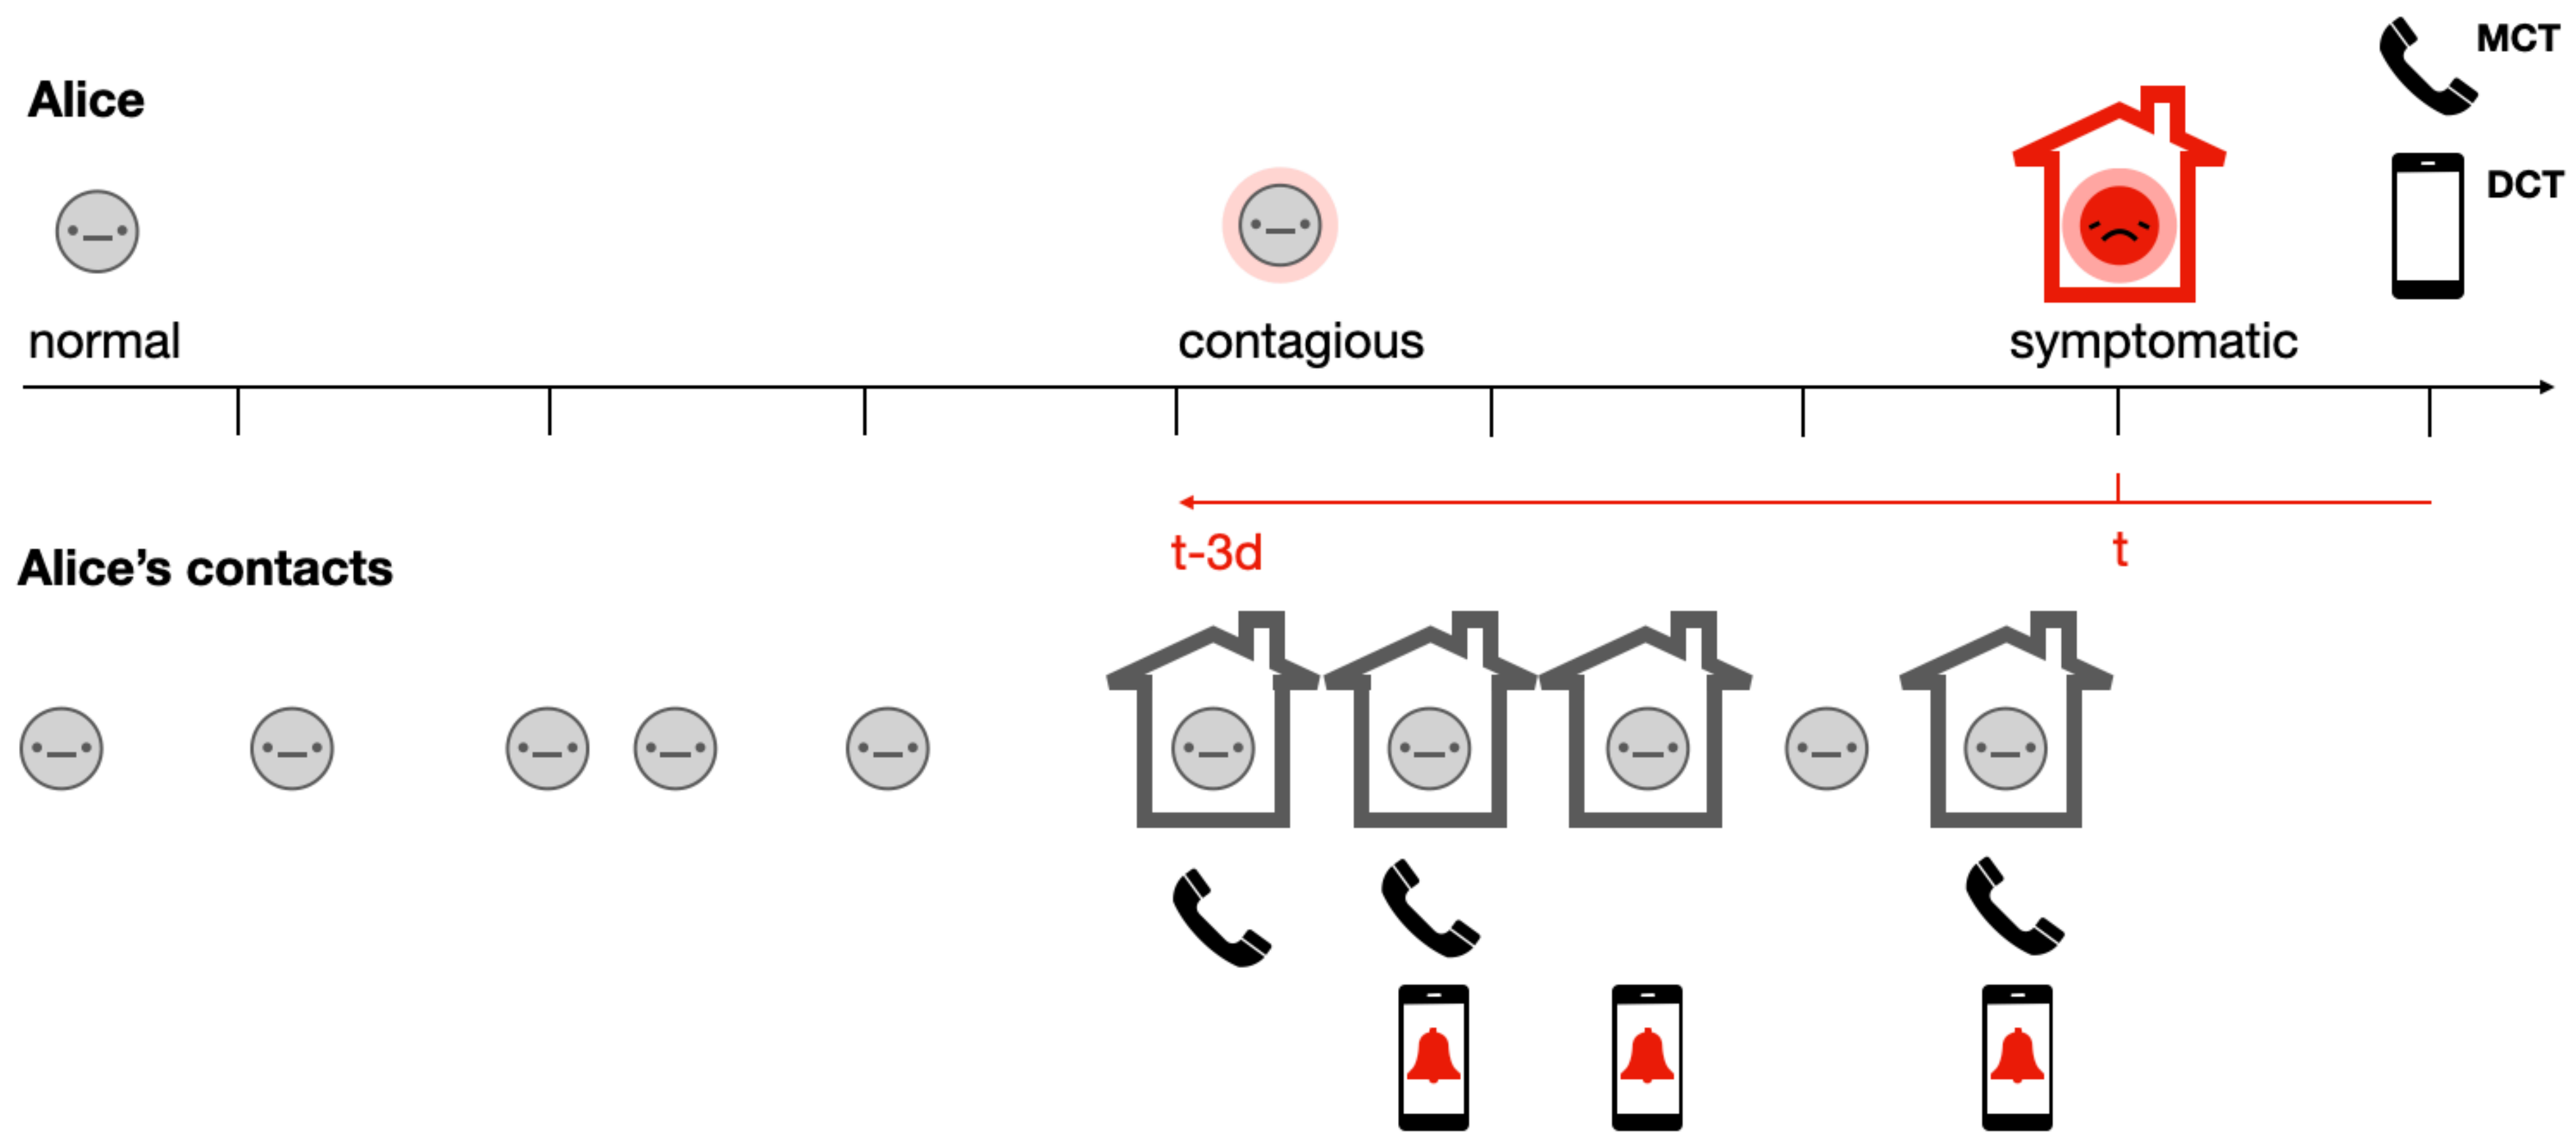 MCT
Alice
DCT
normal
contagious
symptomatic
t-3d
t
Alice’s contacts